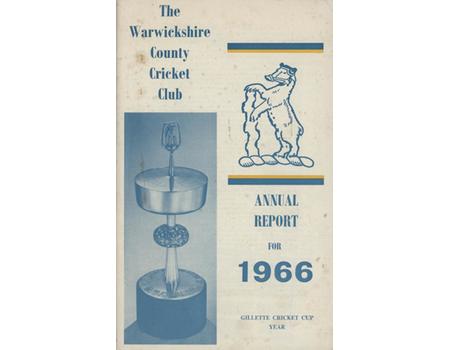 The
Warwickshire
County
Cricket
Club
ANNUAL
REPORT
FOR
1966
GILLETTE CRICKET CUP
YEAR